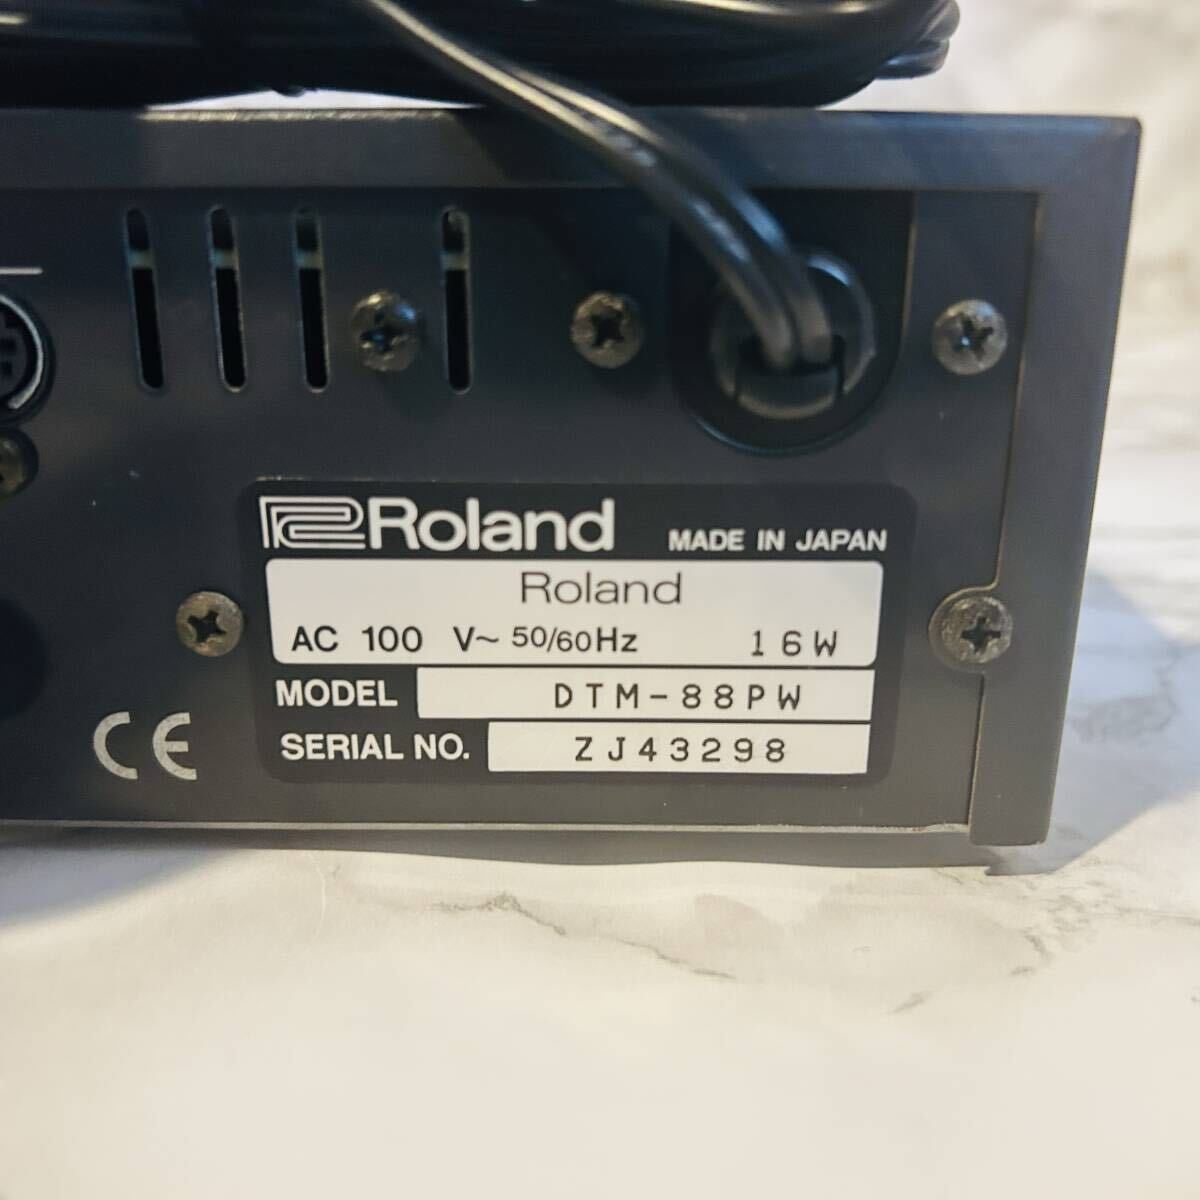 Roland MADE IN JAPAN
Roland
AC 100 V~ 50/60Hz 16W
MODEL DTM-88PW
SERIAL NO. ZJ43298
CE